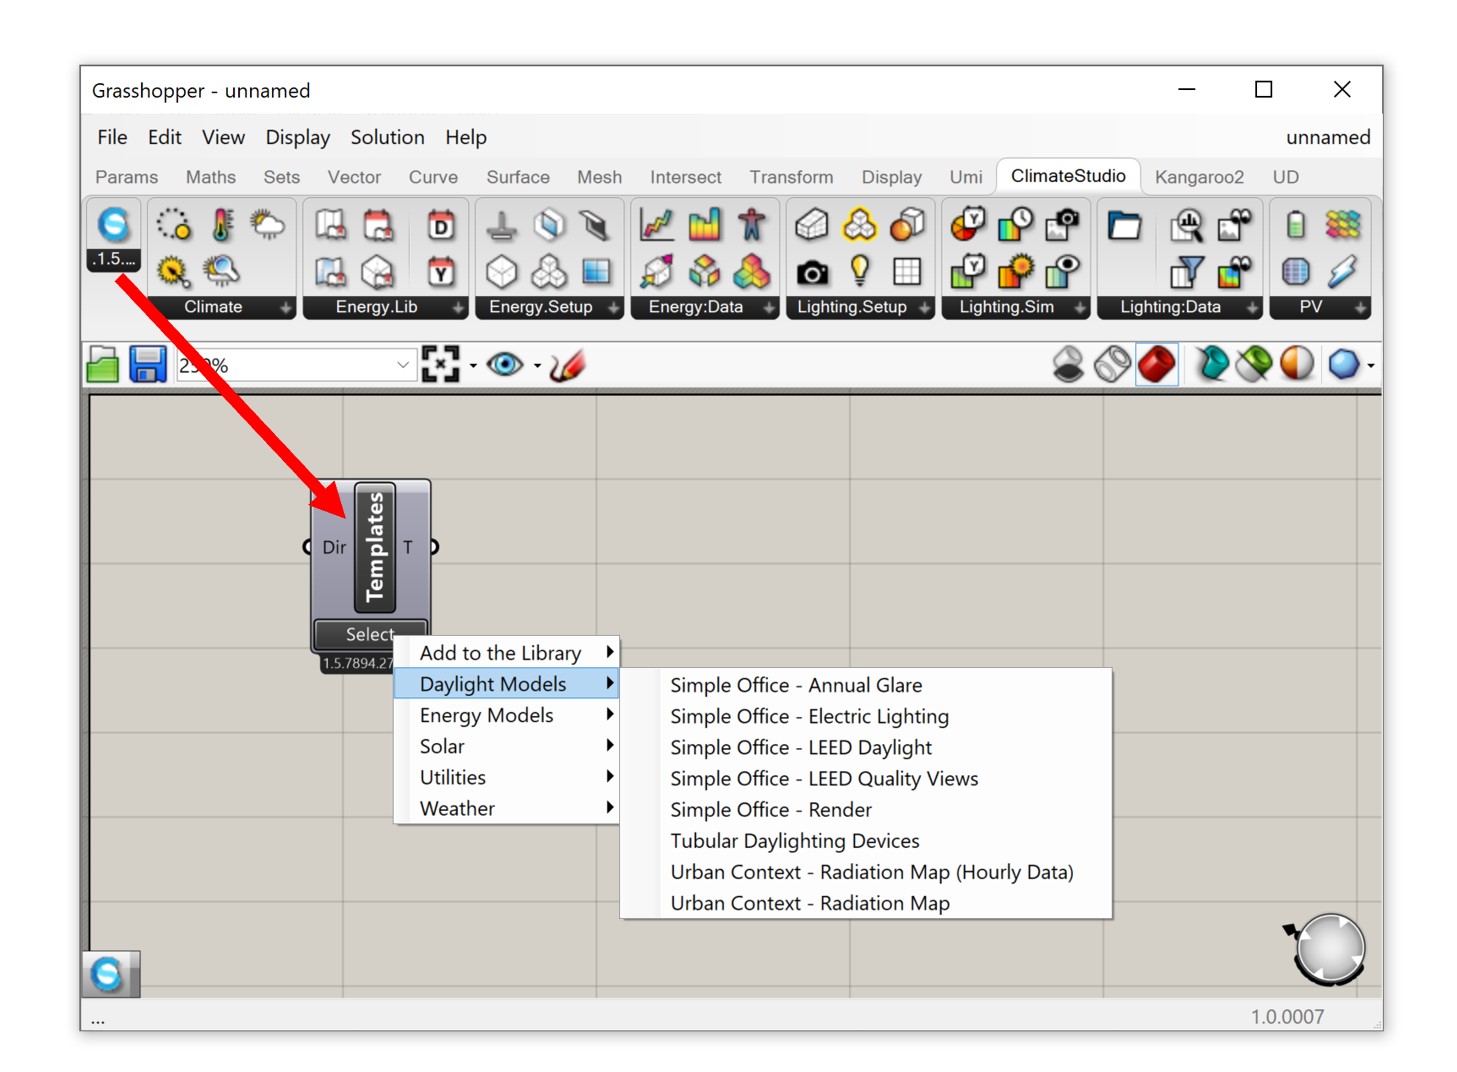 Grasshopper - unnamed
File Edit View Display Solution Help unnamed
Params Maths Sets Vector Curve Surface Mesh Intersect Transform Display Umi ClimateStudio Kangaroo2 UD
.1.5....
D
Y
Y
Y
Climate Energy.Lib Energy.Setup Energy:Data Lighting.Setup Lighting.Sim Lighting:Data PV
Templates
Dir T
Select
1.5.7894.27
Add to the Library
Daylight Models
Energy Models
Solar
Utilities
Weather
Simple Office - Annual Glare
Simple Office - Electric Lighting
Simple Office - LEED Daylight
Simple Office - LEED Quality Views
Simple Office - Render
Tubular Daylighting Devices
Urban Context - Radiation Map (Hourly Data)
Urban Context - Radiation Map
... 1.0.0007